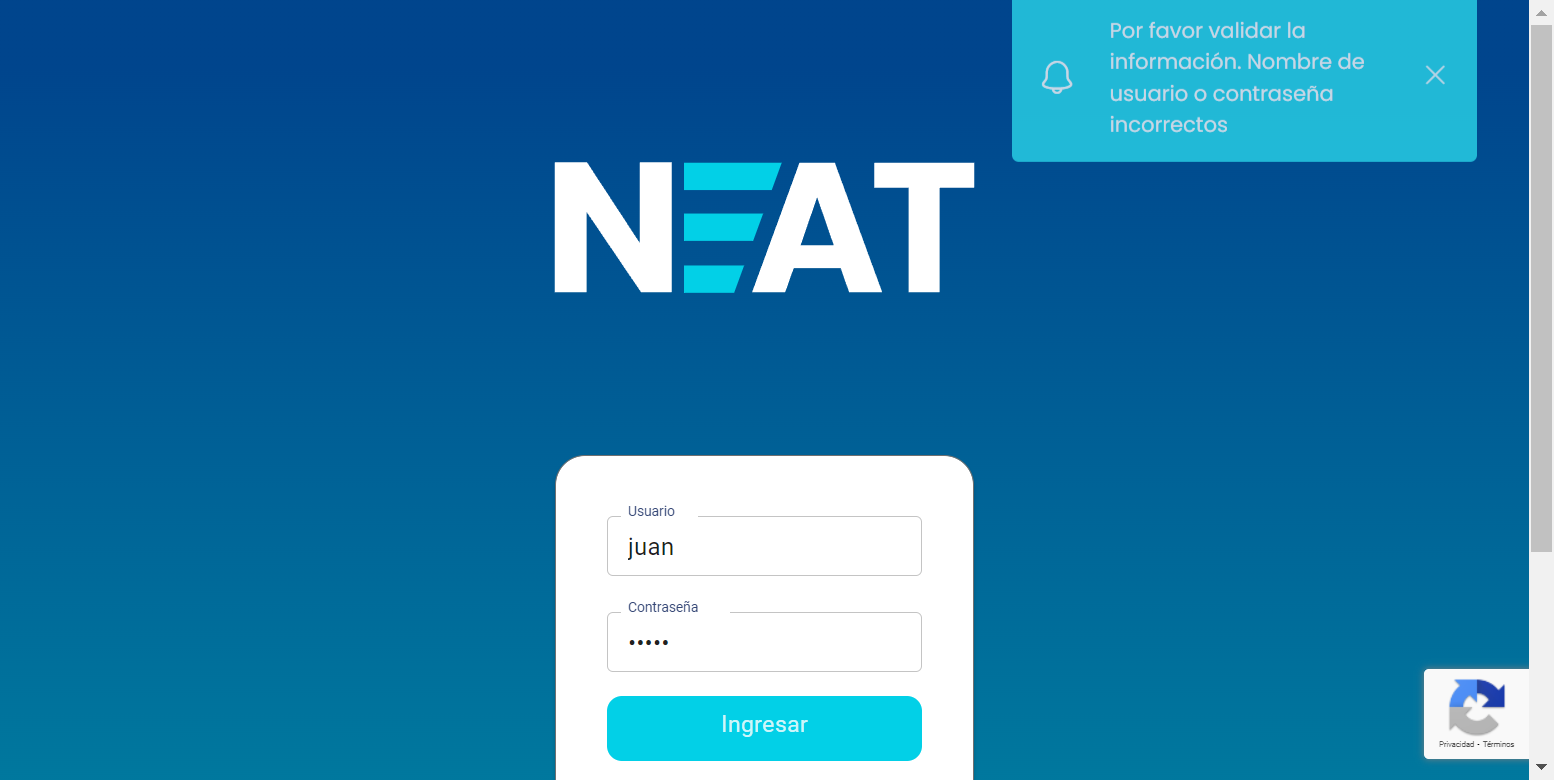 Por favor validar la
información. Nombre de
usuario o contraseña
incorrectos
NEAT
Usuario
juan
Contraseña
•••••
Ingresar
Privacidad - Términos